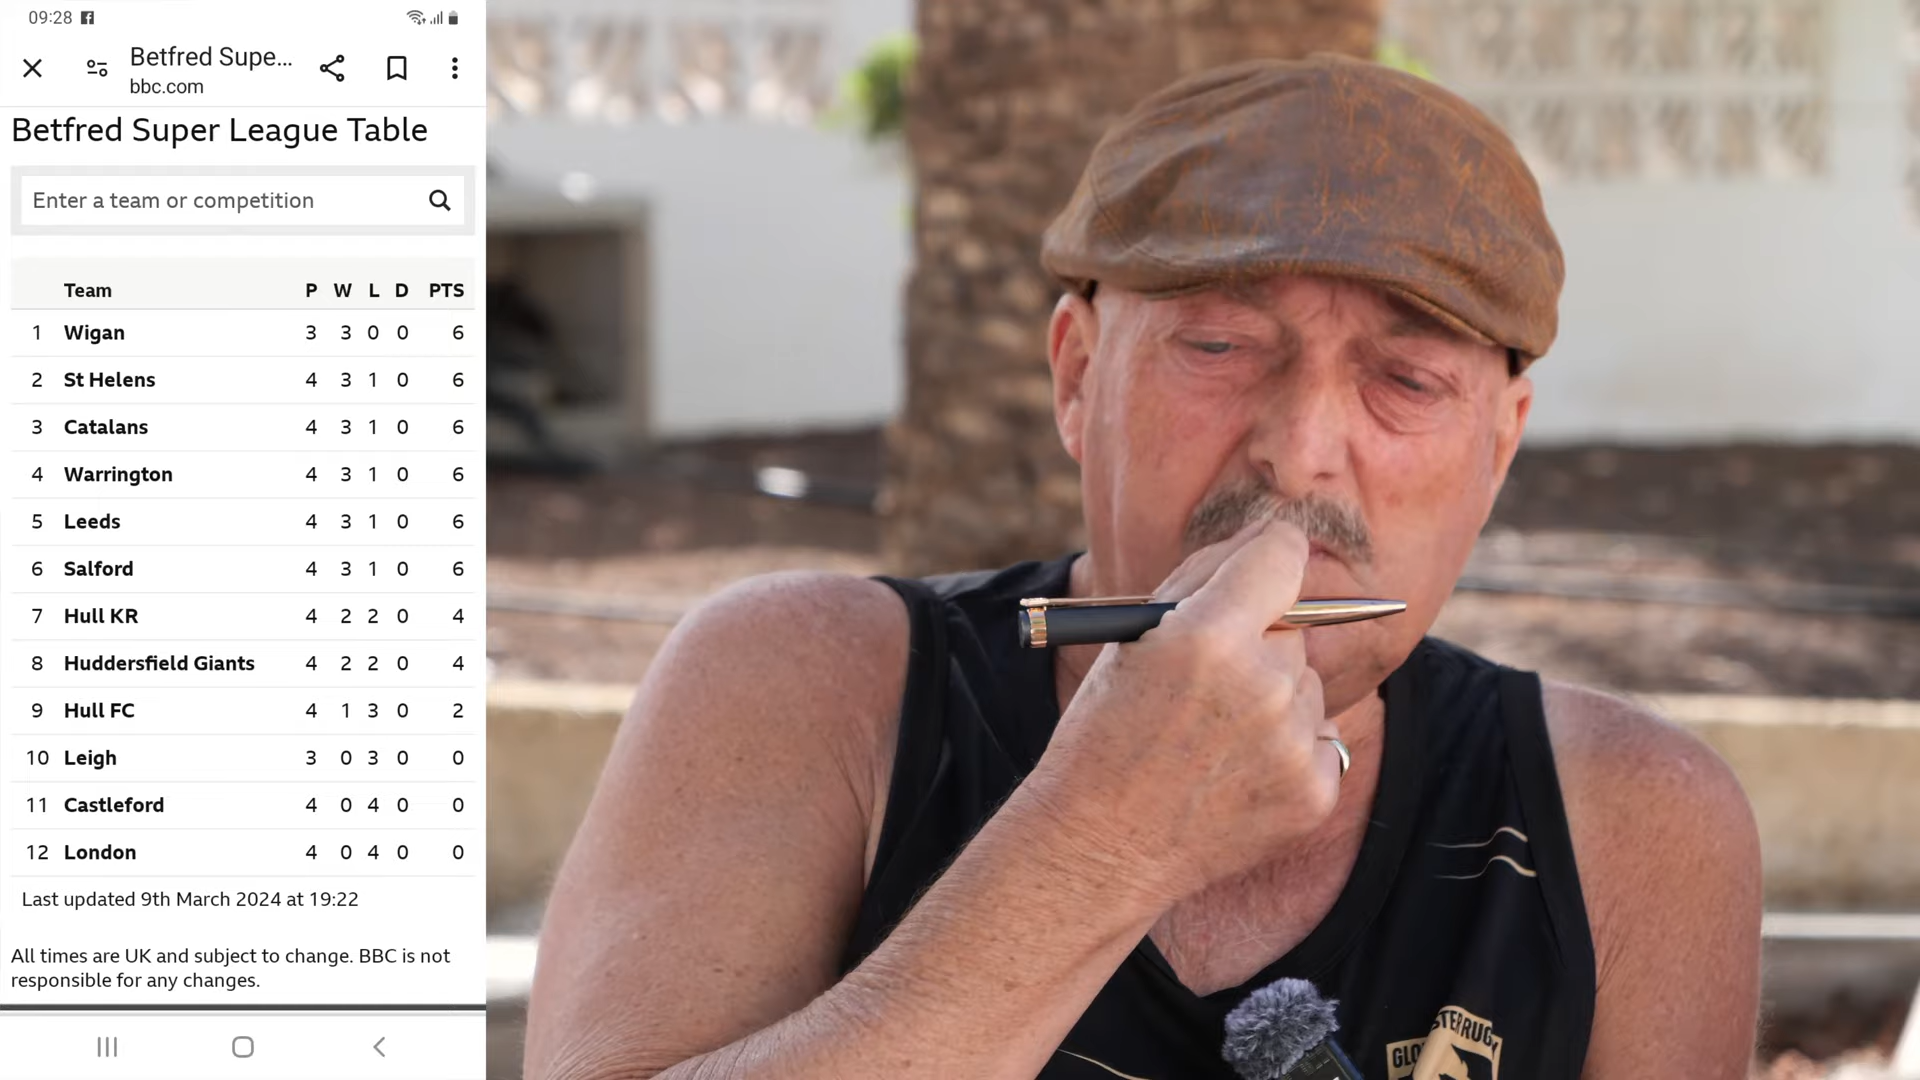 09:28
Betfred Supe...
bbc.com
Betfred Super League Table
Enter a team or competition
Team P W L D PTS
1 Wigan 3 3 0 0 6
2 St Helens 4 3 1 0 6
3 Catalans 4 3 1 0 6
4 Warrington 4 3 1 0 6
5 Leeds 4 3 1 0 6
6 Salford 4 3 1 0 6
7 Hull KR 4 2 2 0 4
8 Huddersfield Giants 4 2 2 0 4
9 Hull FC 4 1 3 0 2
10 Leigh 3 0 3 0 0
11 Castleford 4 0 4 0 0
12 London 4 0 4 0 0
Last updated 9th March 2024 at 19:22
All times are UK and subject to change. BBC is not
responsible for any changes.